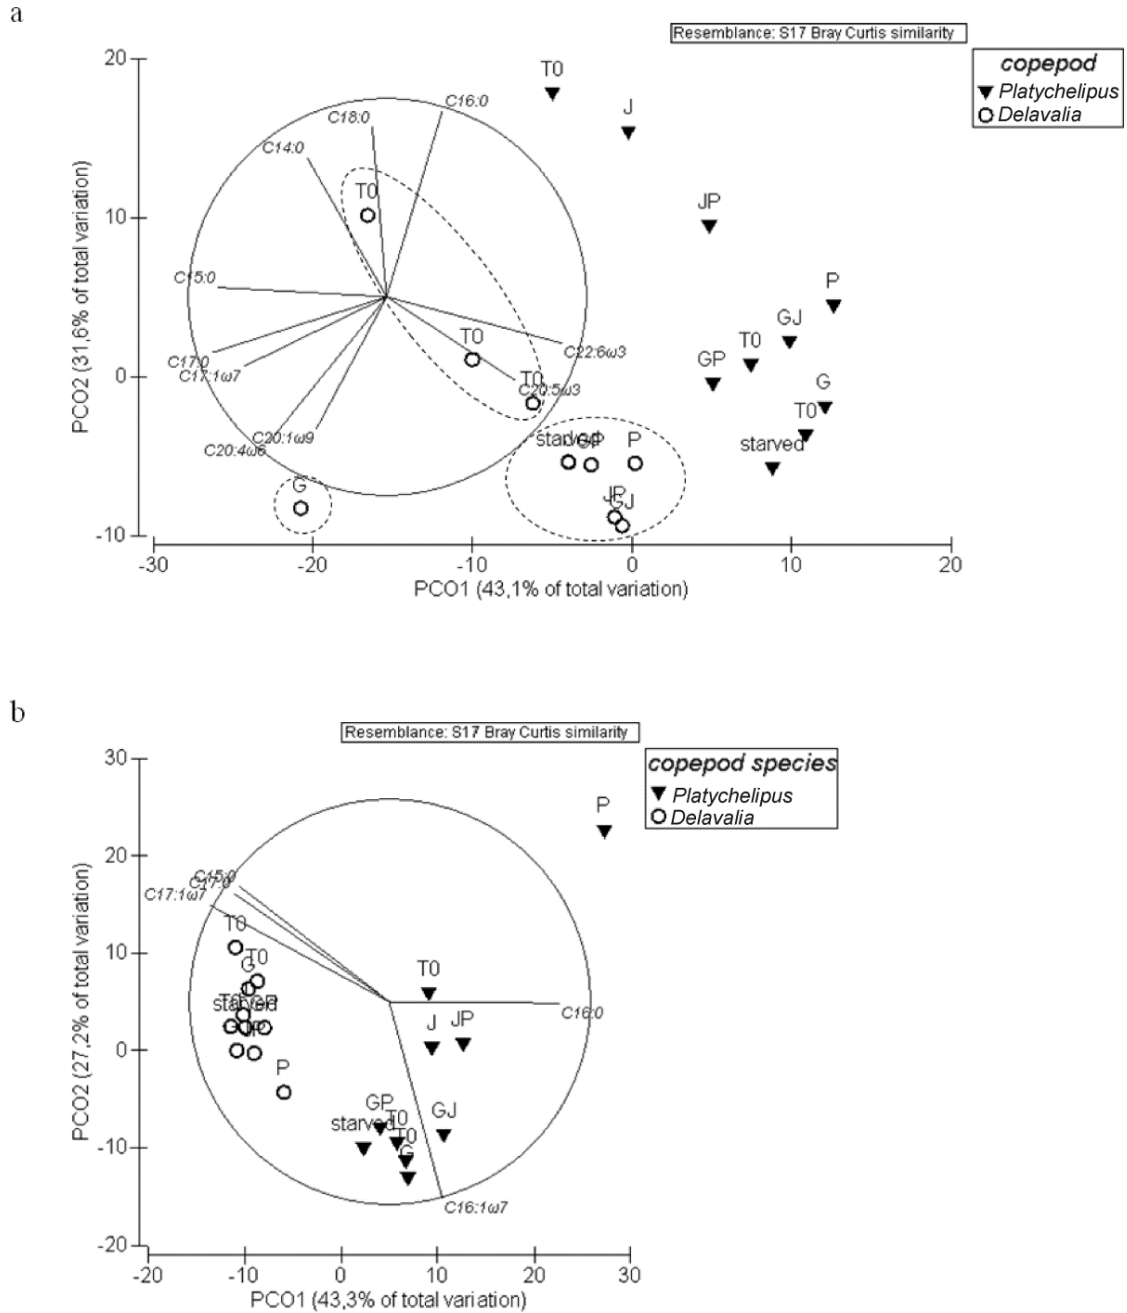 a
Resemblance: S17 Bray Curtis similarity
copepod
Platychelipus
Delavalia
20
10
0
-10
PCO2 (31,6% of total variation)
T0
J
C16:0
C18:0
C14:0
T0
JP
C15:0
P
GJ
T0
GP
T0
C22:6ω3
C17:0
C17:1ω7
T0
C20:5ω3
G
T0
starved
C20:1ω9
C20:4ω6
starved
GP
P
G
JP
GJ
-30
-20
-10
0
10
20
PCO1 (43,1% of total variation)
b
Resemblance: S17 Bray Curtis similarity
copepod species
Platychelipus
Delavalia
30
20
10
0
-10
-20
PCO2 (27,2% of total variation)
P
C15:0
C17:0
C17:1ω7
T0
T0
G
T0
T0
starved
GP
C16:0
J
JP
P
GP
GJ
starved
T0
T0
G
C16:1ω7
-20
-10
0
10
20
30
PCO1 (43,3% of total variation)